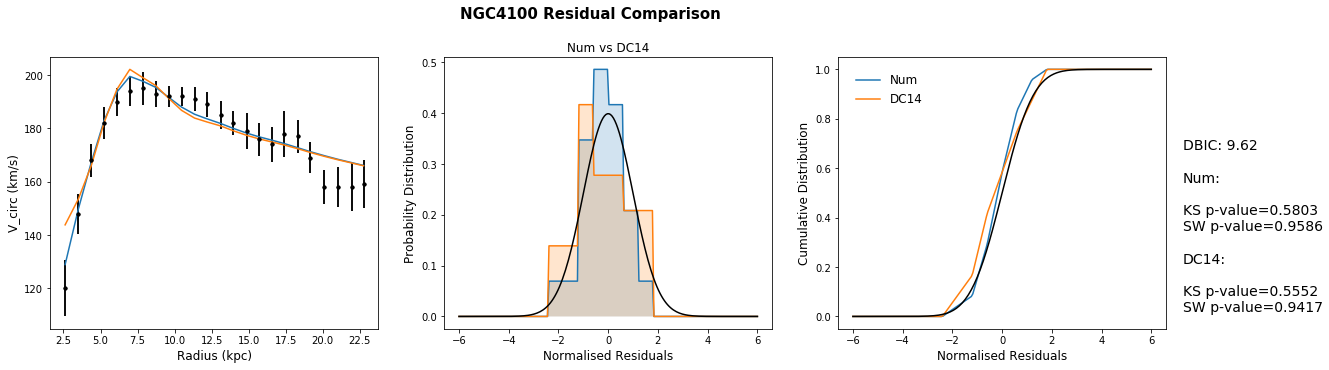 NGC4100 Residual Comparison
V_circ (km/s)
200
180
160
140
120
2.5 5.0 7.5 10.0 12.5 15.0 17.5 20.0 22.5
Radius (kpc)
Num vs DC14
Probability Distribution
0.5
0.4
0.3
0.2
0.1
0.0
−6 −4 −2 0 2 4 6
Normalised Residuals
Cumulative Distribution
1.0
0.8
0.6
0.4
0.2
0.0
Num
DC14
−6 −4 −2 0 2 4 6
Normalised Residuals
DBIC: 9.62
Num:
KS p-value=0.5803
SW p-value=0.9586
DC14:
KS p-value=0.5552
SW p-value=0.9417